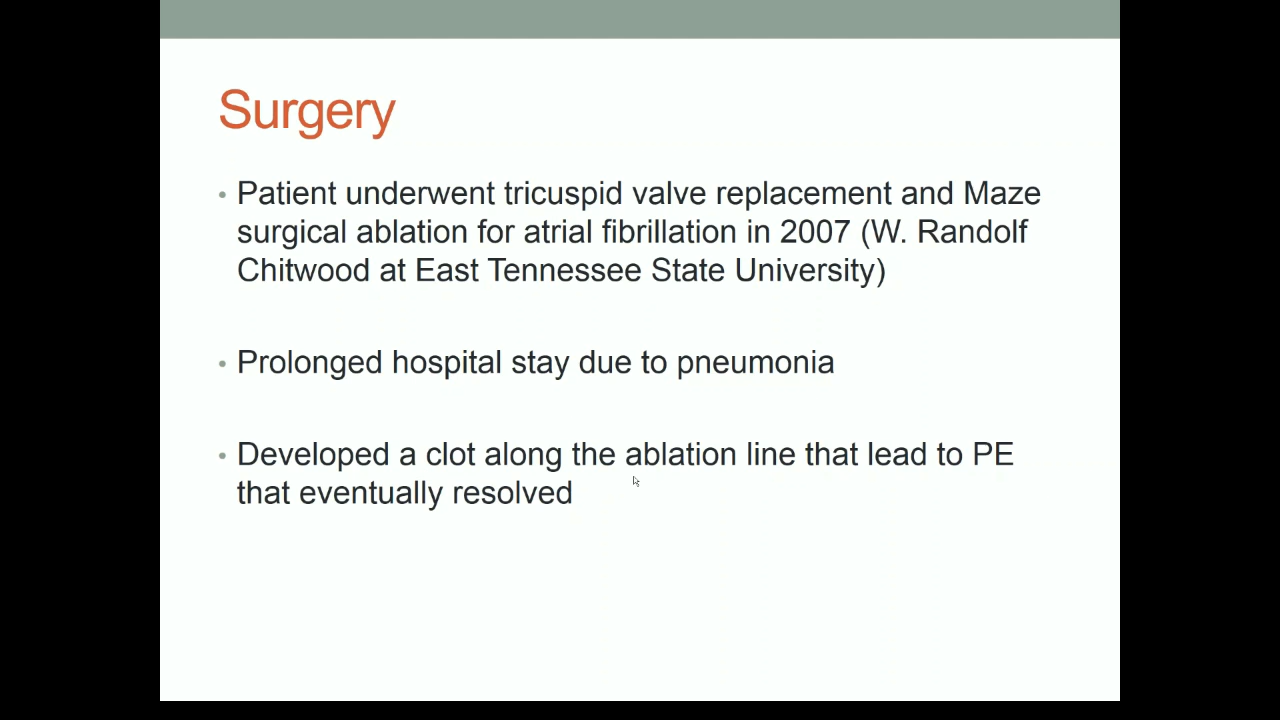 Surgery
• Patient underwent tricuspid valve replacement and Maze
surgical ablation for atrial fibrillation in 2007 (W. Randolf
Chitwood at East Tennessee State University)
• Prolonged hospital stay due to pneumonia
• Developed a clot along the ablation line that lead to PE
that eventually resolved